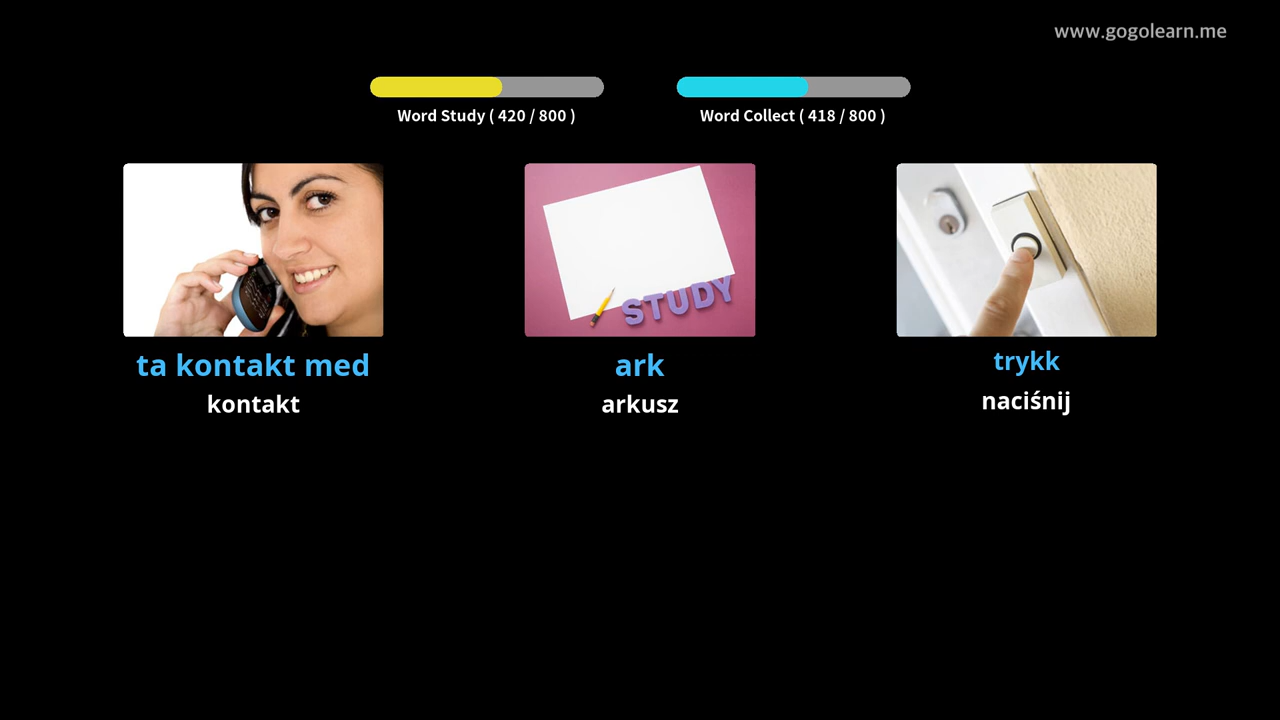 www.gogolearn.me
Word Study ( 420 / 800 )
Word Collect ( 418 / 800 )
STUDY
ta kontakt med
ark
trykk
kontakt
arkusz
naciśnij